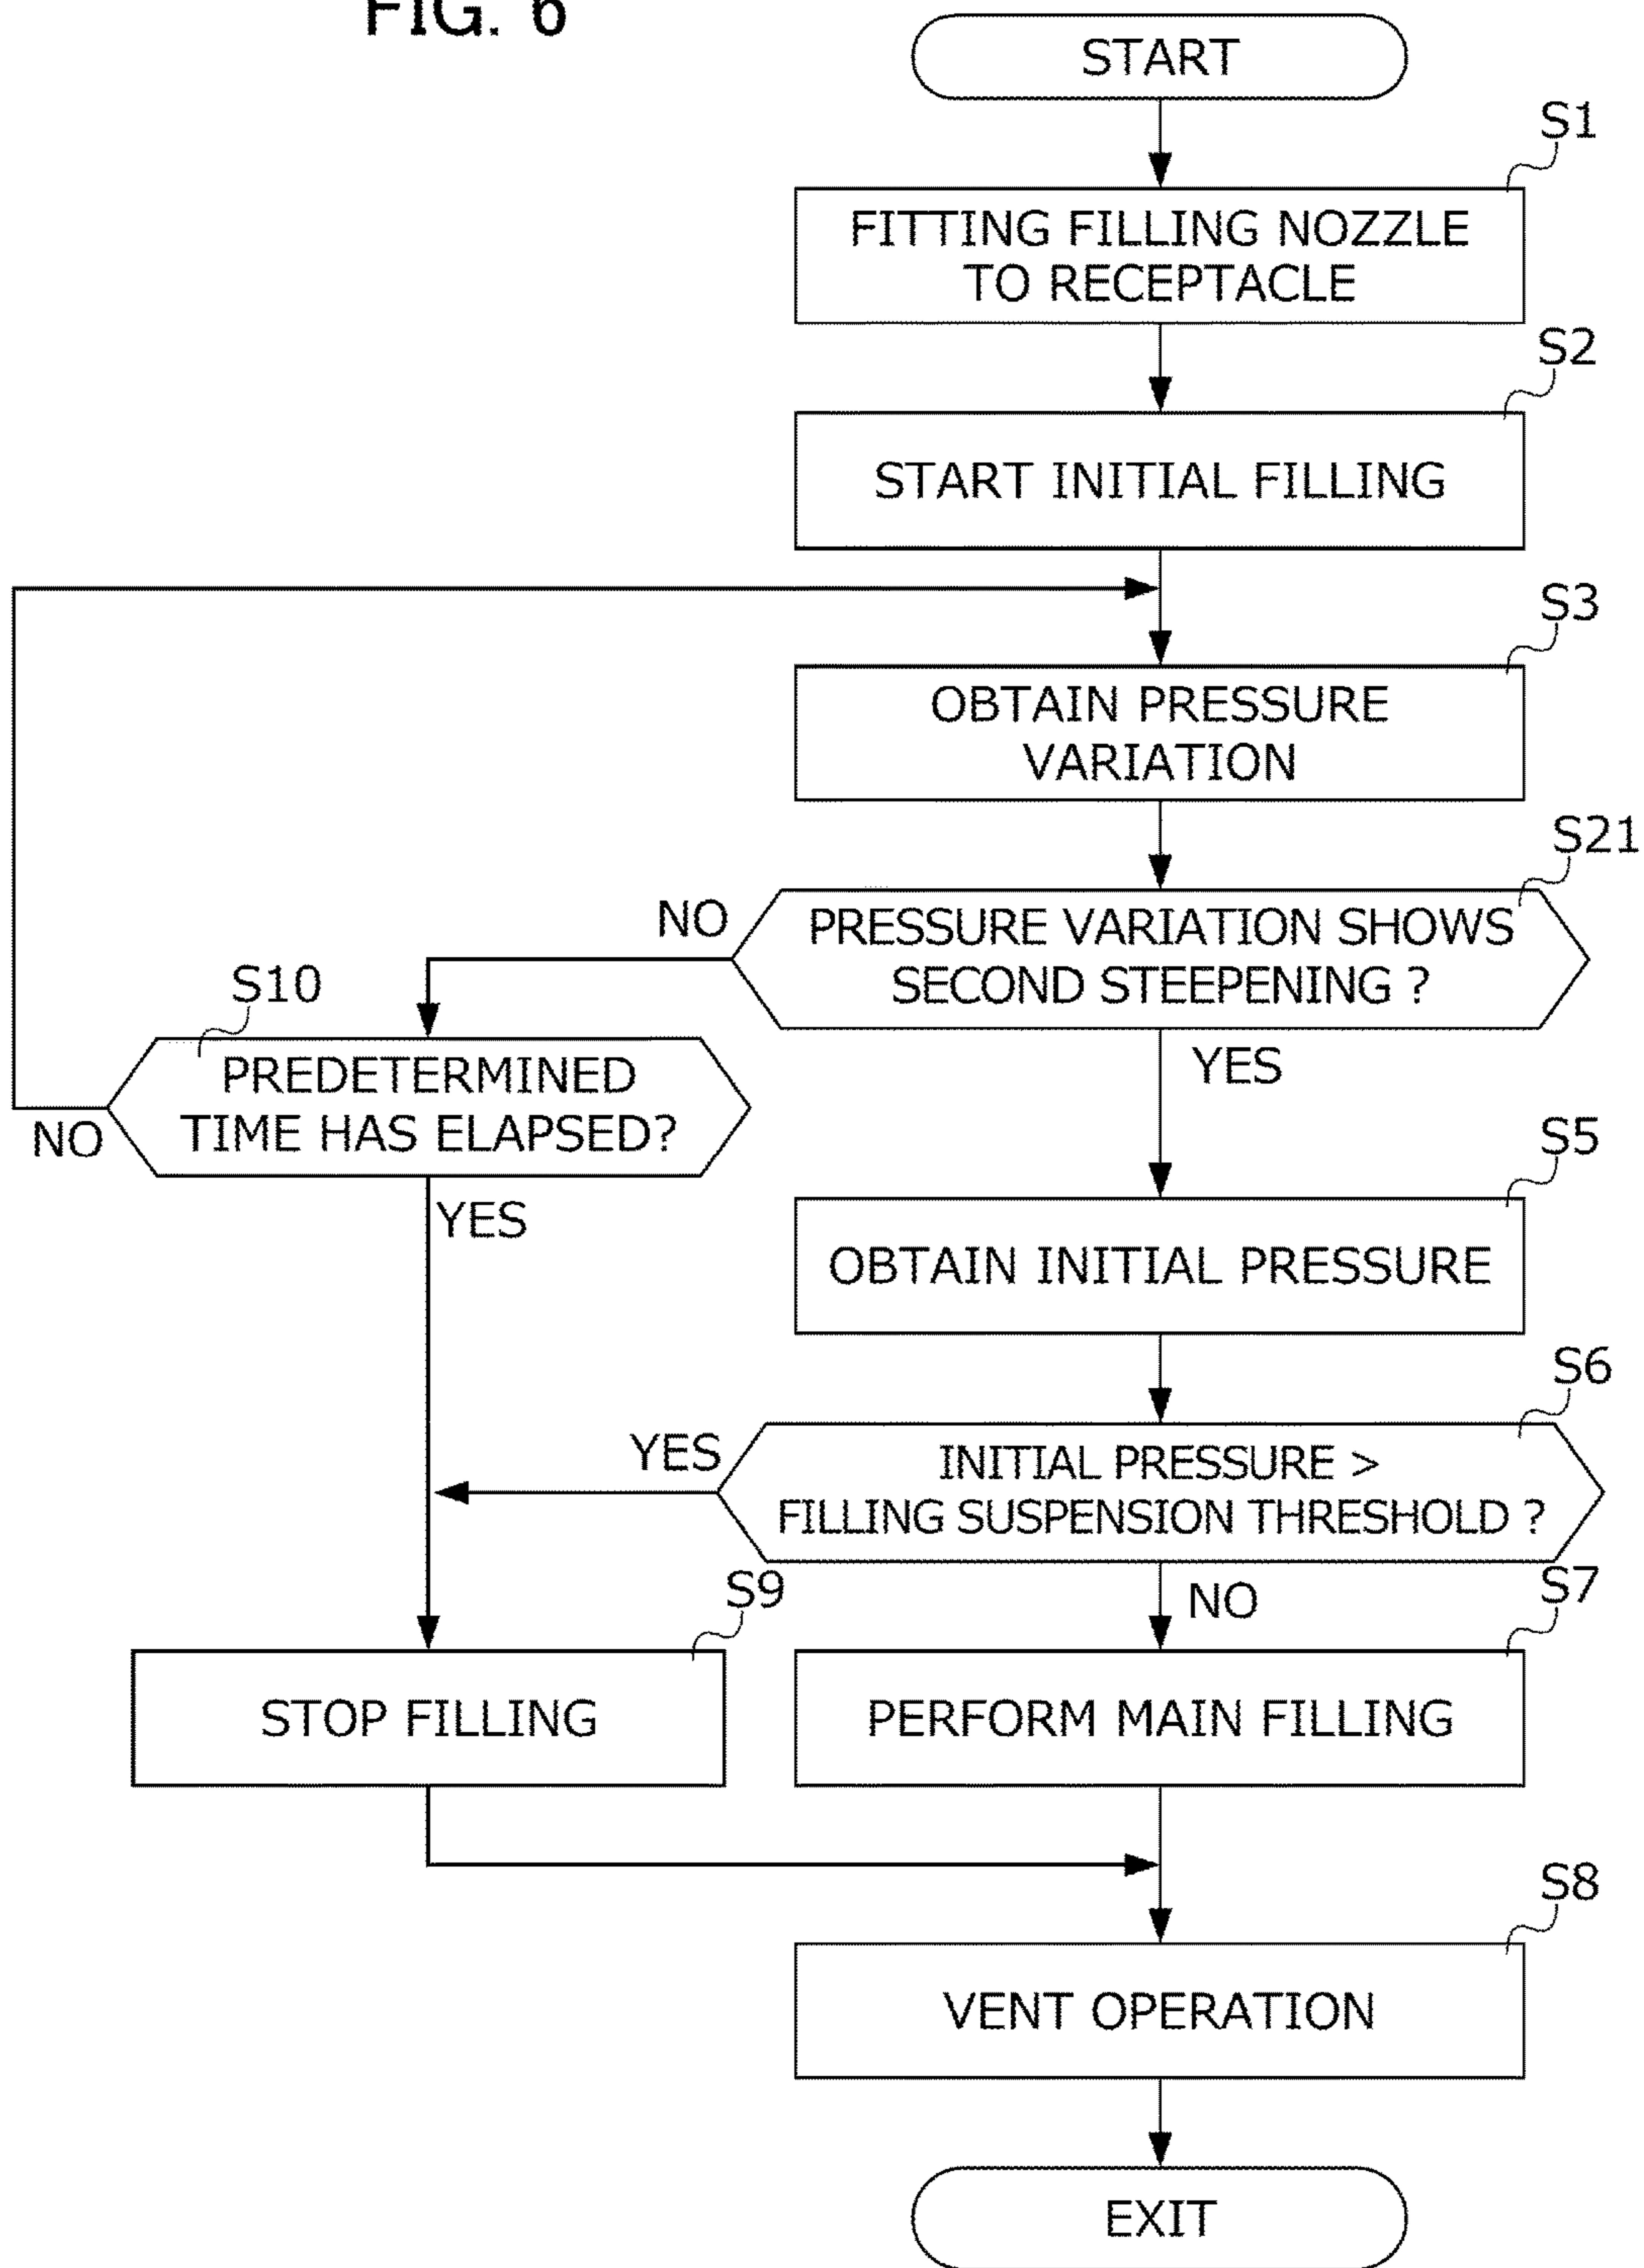 FIG. 6
START
S1
FITTING FILLING NOZZLE
TO RECEPTACLE
S2
START INITIAL FILLING
S3
OBTAIN PRESSURE
VARIATION
S21
PRESSURE VARIATION SHOWS
SECOND STEEPENING ?
NO
YES
S10
PREDETERMINED
TIME HAS ELAPSED?
NO
YES
S5
OBTAIN INITIAL PRESSURE
S6
INITIAL PRESSURE >
FILLING SUSPENSION THRESHOLD ?
YES
NO
S9
STOP FILLING
S7
PERFORM MAIN FILLING
S8
VENT OPERATION
EXIT